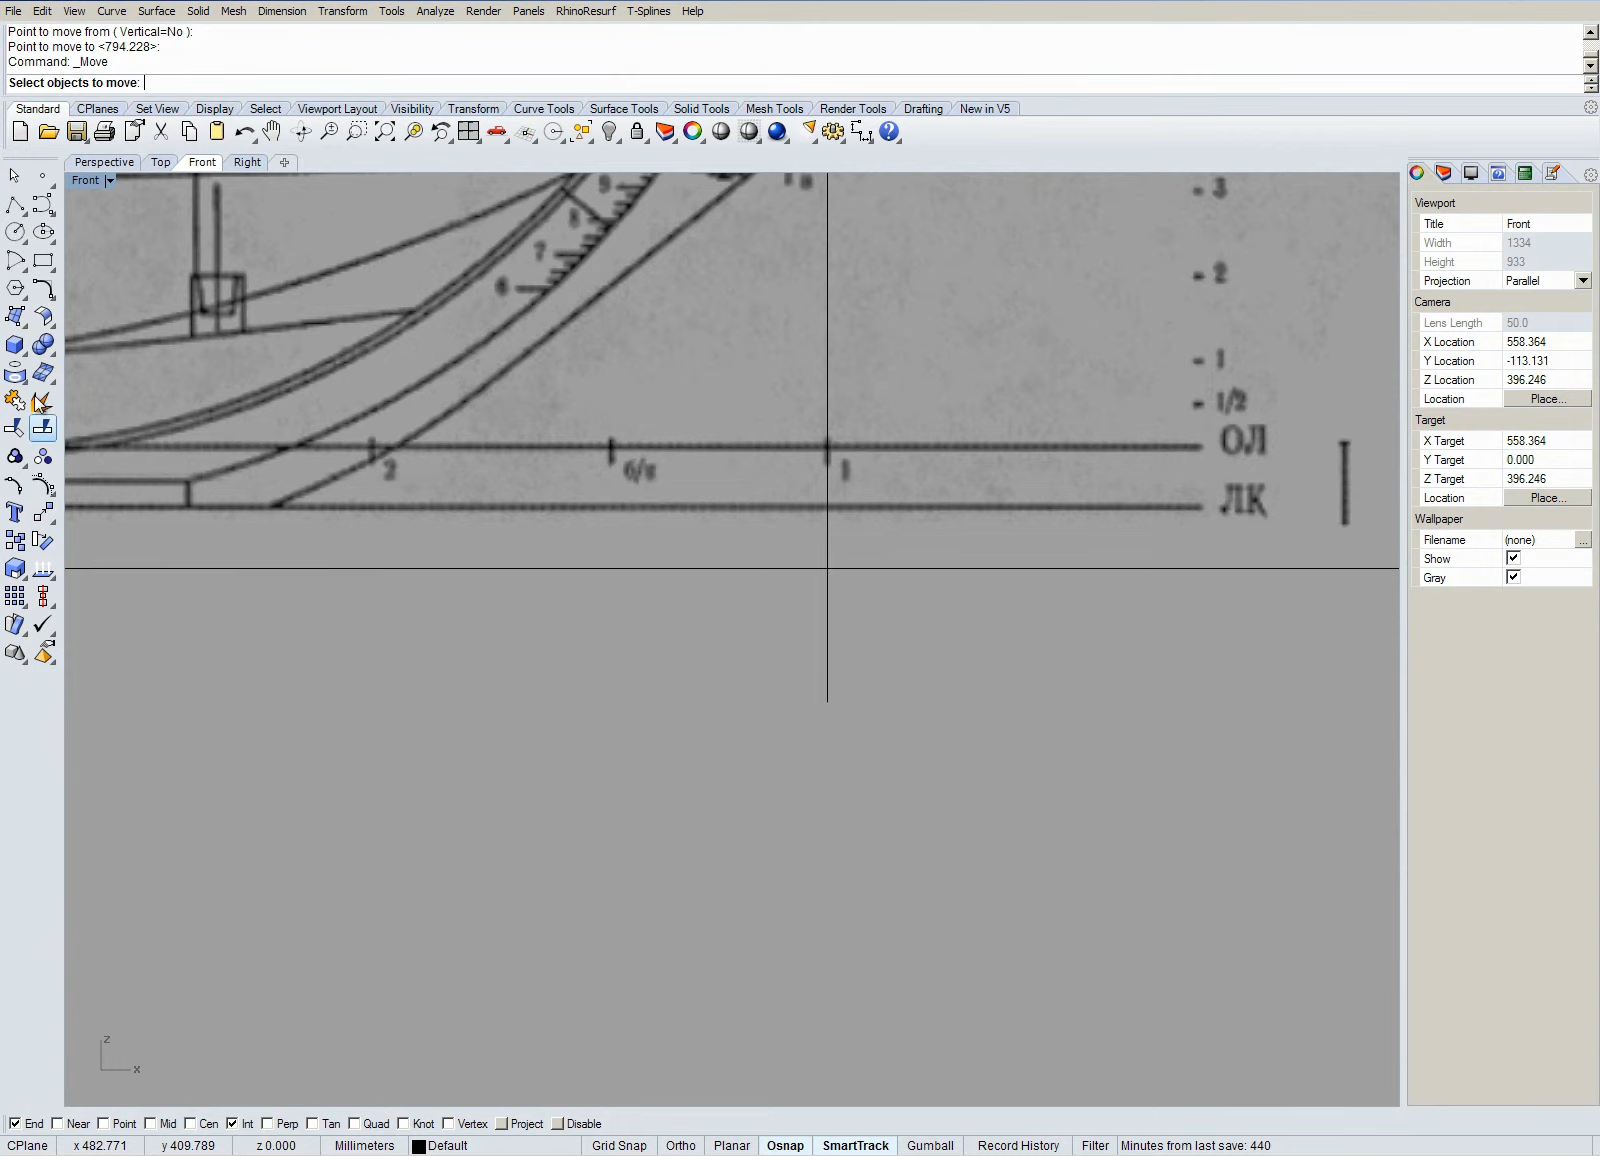 File Edit View Curve Surface Solid Mesh Dimension Transform Tools Analyze Render Panels RhinoResurf T-Splines Help
Point to move from ( Vertical=No ):
Point to move to <794.228>:
Command: _Move
Select objects to move:
Standard CPlanes Set View Display Select Viewport Layout Visibility Transform Curve Tools Surface Tools Solid Tools Mesh Tools Render Tools Drafting New in V5
Perspective Top Front Right
Front
Viewport
Title Front
Width 1334
Height 933
Projection Parallel
Camera
Lens Length 50.0
X Location 558.364
Y Location -113.131
Z Location 396.246
Location Place...
Target
X Target 558.364
Y Target 0.000
Z Target 396.246
Location Place...
Wallpaper
Filename (none) ...
Show
Gray
9
8
7
6
3
2
1
1/2
ОЛ
ЛК
2 6/н 1
z
x
End Near Point Mid Cen Int Perp Tan Quad Knot Vertex Project Disable
CPlane x 482.771 y 409.789 z 0.000 Millimeters Default Grid Snap Ortho Planar Osnap SmartTrack Gumball Record History Filter Minutes from last save: 440